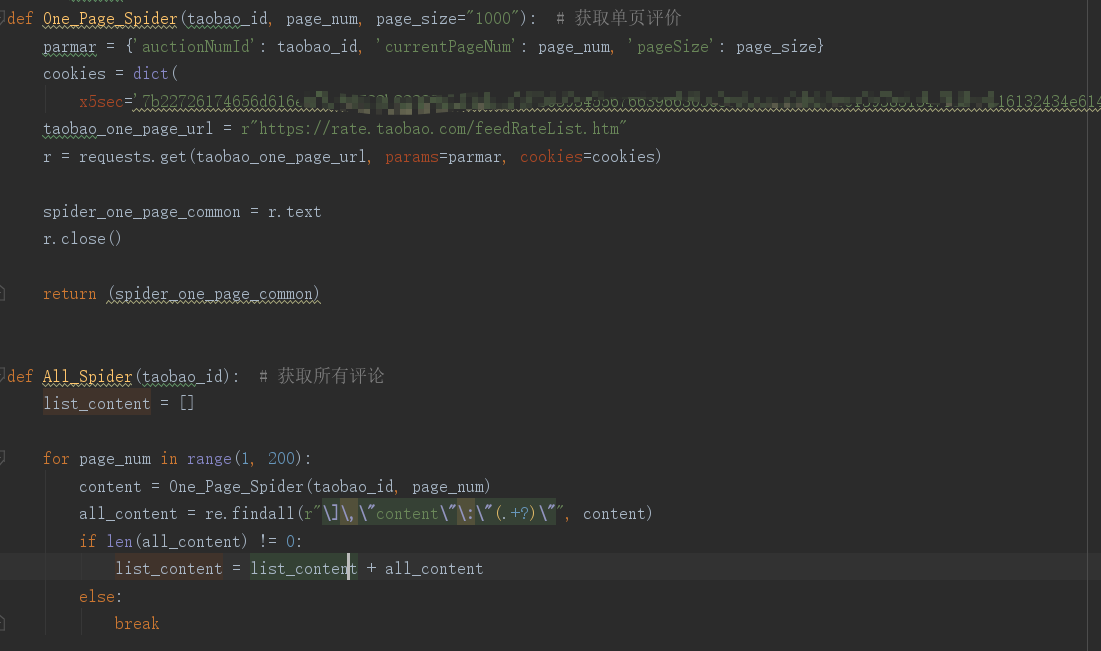 def One_Page_Spider(taobao_id, page_num, page_size="1000"):  # 获取单页评价
parmar = {'auctionNumId': taobao_id, 'currentPageNum': page_num, 'pageSize': page_size}
cookies = dict(
x5sec='7b22726174656d616
taobao_one_page_url = r"https://rate.taobao.com/feedRateList.htm"
r = requests.get(taobao_one_page_url, params=parmar, cookies=cookies)
spider_one_page_common = r.text
r.close()
return (spider_one_page_common)
def All_Spider(taobao_id):  # 获取所有评论
list_content = []
for page_num in range(1, 200):
content = One_Page_Spider(taobao_id, page_num)
all_content = re.findall(r"\]\,\"content\"\:\"(.+?)\"", content)
if len(all_content) != 0:
list_content = list_content + all_content
else:
break